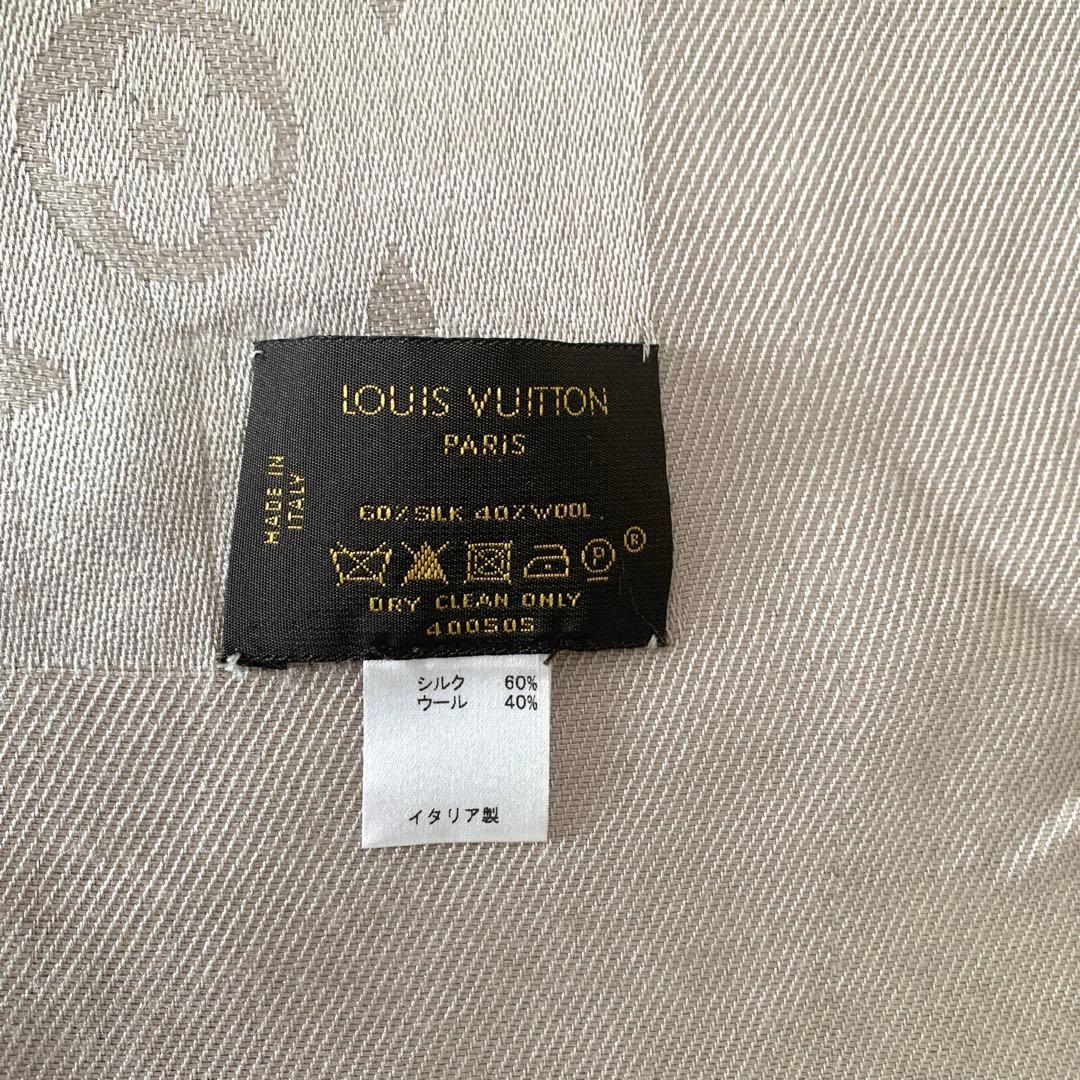 LOUIS VUITTON
PARIS
MADE IN
ITALY
60% SILK 40% WOOL
P
®
DRY CLEAN ONLY
400505
シルク 60%
ウール 40%
イタリア製